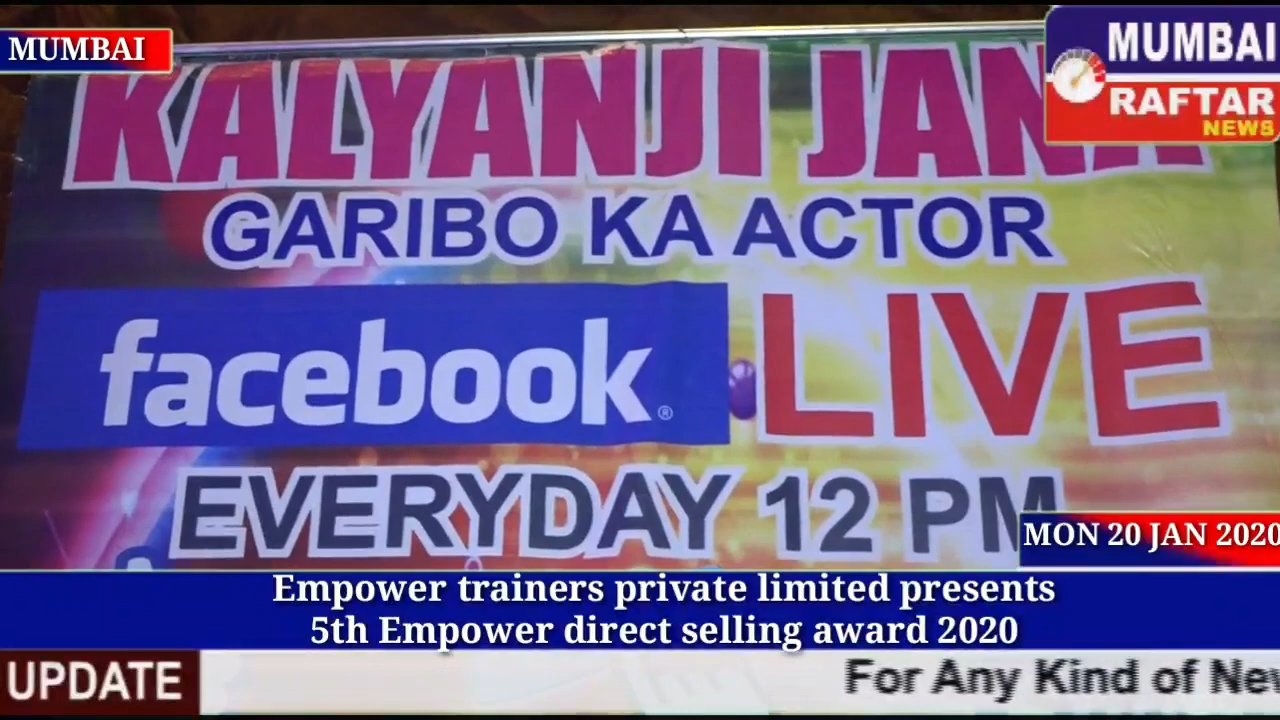 MUMBAI
MUMBAI
RAFTAR
NEWS
KALYANJI JANA
GARIBO KA ACTOR
facebook®
LIVE
EVERYDAY 12 PM
MON 20 JAN 2020
Empower trainers private limited presents
5th Empower direct selling award 2020
UPDATE
For Any Kind of